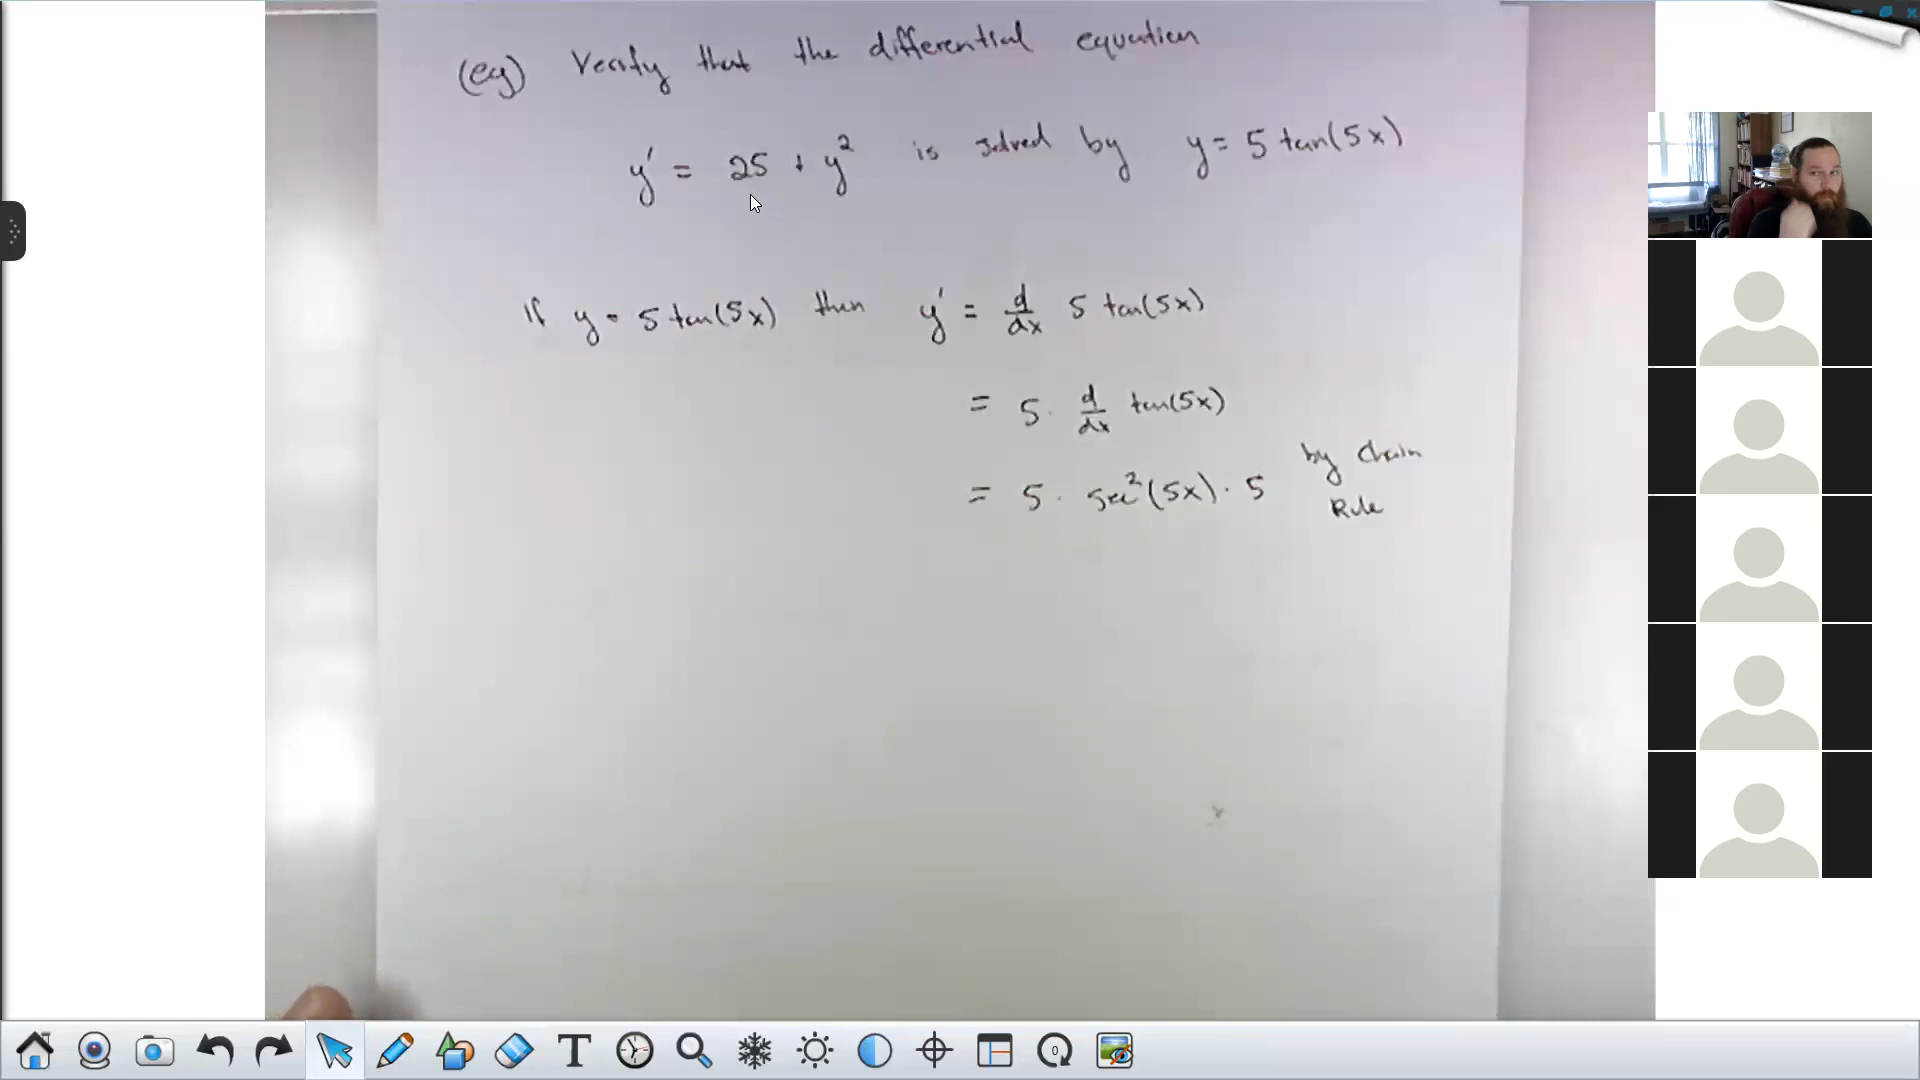 (eg) Verify that the differential equation
y' = 25 + y² is solved by y = 5 tan(5x)
If y = 5 tan(5x) then y' = d/dx 5 tan(5x)
= 5 · d/dx tan(5x)
= 5 · sec²(5x) · 5 by Chain Rule
T
0